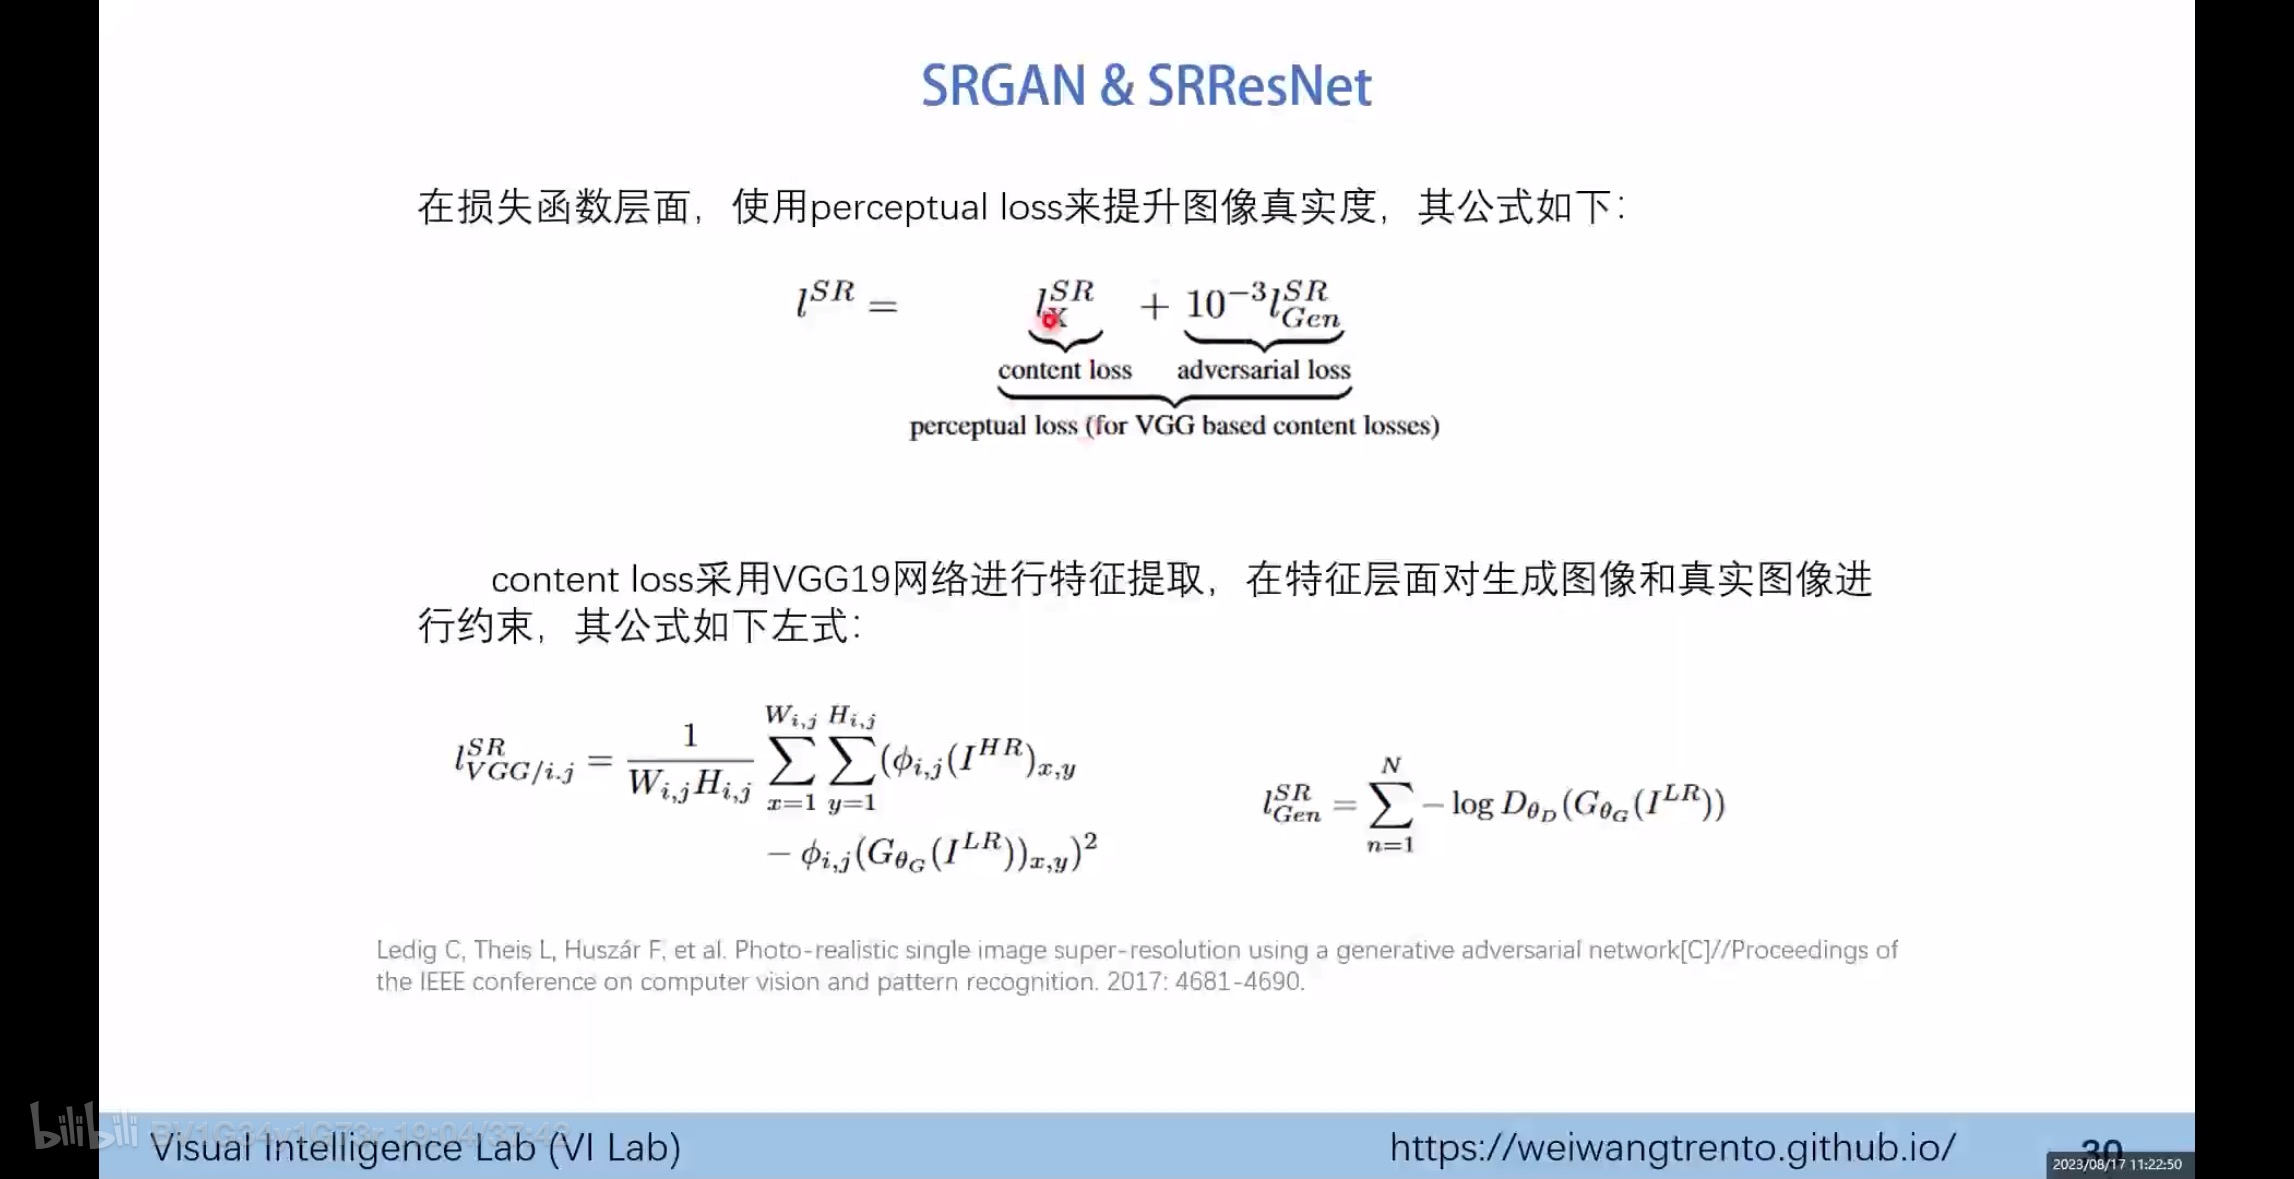 SRGAN & SRResNet
在损失函数层面，使用perceptual loss来提升图像真实度，其公式如下：
l^{SR} = l_X^{SR} + 10^{-3} l_{Gen}^{SR}
content loss adversarial loss
perceptual loss (for VGG based content losses)
content loss采用VGG19网络进行特征提取，在特征层面对生成图像和真实图像进
行约束，其公式如下左式：
l_{VGG/i.j}^{SR} = \frac{1}{W_{i,j}H_{i,j}} \sum_{x=1}^{W_{i,j}} \sum_{y=1}^{H_{i,j}} (\phi_{i,j}(I^{HR})_{x,y}
- \phi_{i,j}(G_{\theta_G}(I^{LR}))_{x,y})^2
l_{Gen}^{SR} = \sum_{n=1}^{N} - \log D_{\theta_D}(G_{\theta_G}(I^{LR}))
Ledig C, Theis L, Huszár F, et al. Photo-realistic single image super-resolution using a generative adversarial network[C]//Proceedings of
the IEEE conference on computer vision and pattern recognition. 2017: 4681-4690.
bilibili
Visual Intelligence Lab (VI Lab)
https://weiwangtrento.github.io/
30
2023/08/17 11:22:50